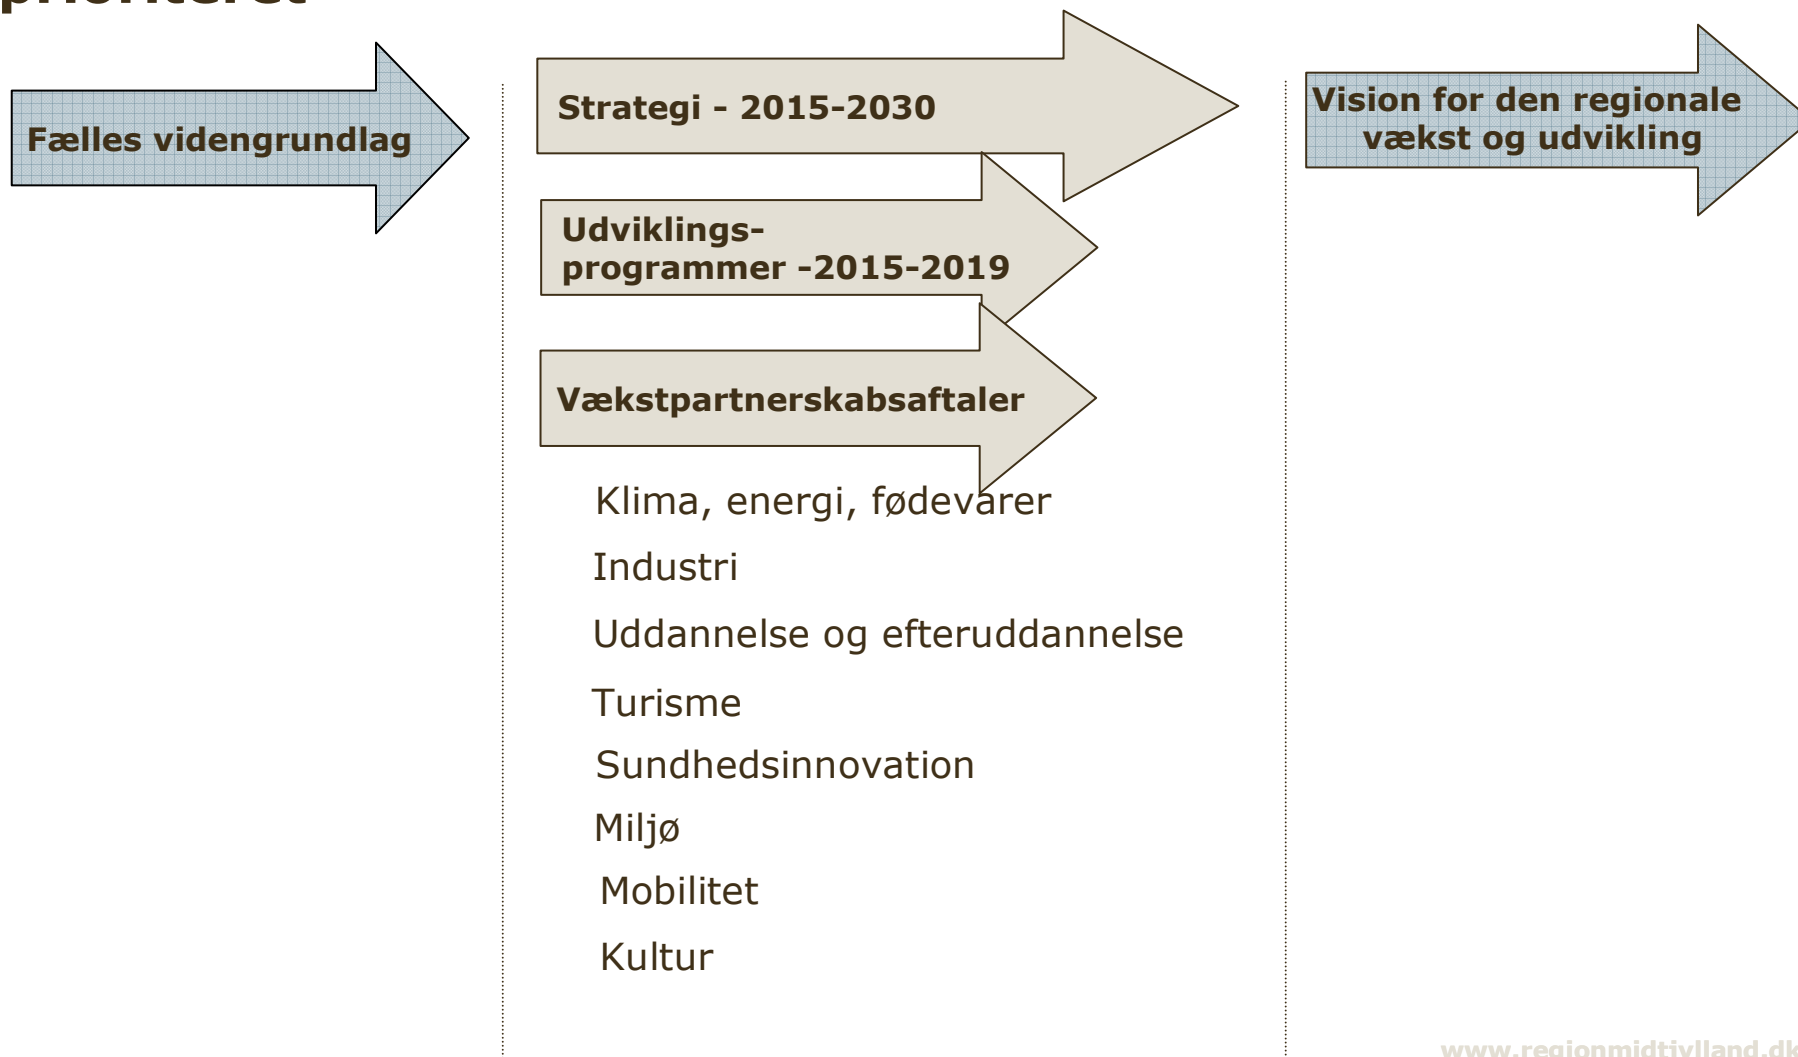 prioriteret
Fælles videngrundlag
Strategi - 2015-2030
Udviklings-
programmer -2015-2019
Vækstpartnerskabsaftaler
Klima, energi, fødevarer
Industri
Uddannelse og efteruddannelse
Turisme
Sundhedsinnovation
Miljø
Mobilitet
Kultur
Vision for den regionale
vækst og udvikling
www.regionmidtjylland.dk